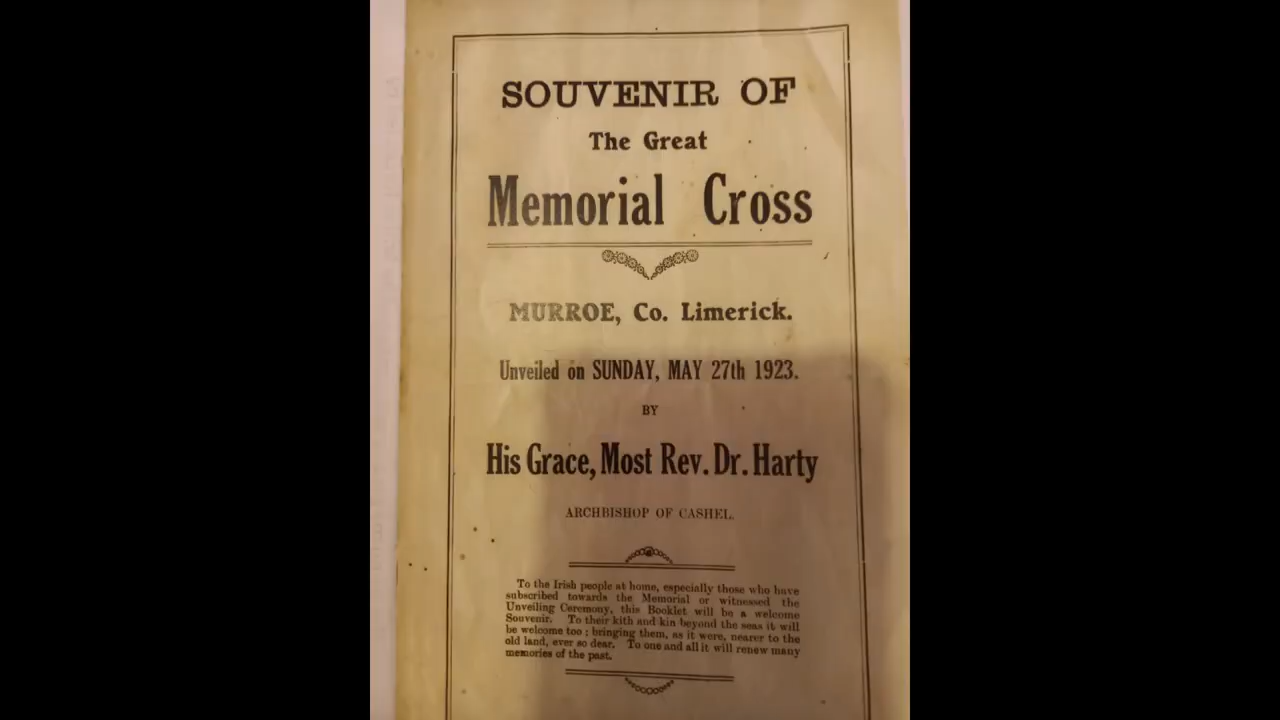 SOUVENIR OF
The Great
Memorial Cross
MURROE, Co. Limerick.
Unveiled on SUNDAY, MAY 27th 1923.
BY
His Grace, Most Rev. Dr. Harty
ARCHBISHOP OF CASHEL.
To the Irish people at home, especially those who have
subscribed towards the Memorial or witnessed the
Unveiling Ceremony, this Booklet will be a welcome
Souvenir. To their kith and kin beyond the seas it will
be welcome too ; bringing them, as it were, nearer to the
old land, ever so dear. To one and all it will renew many
memories of the past.